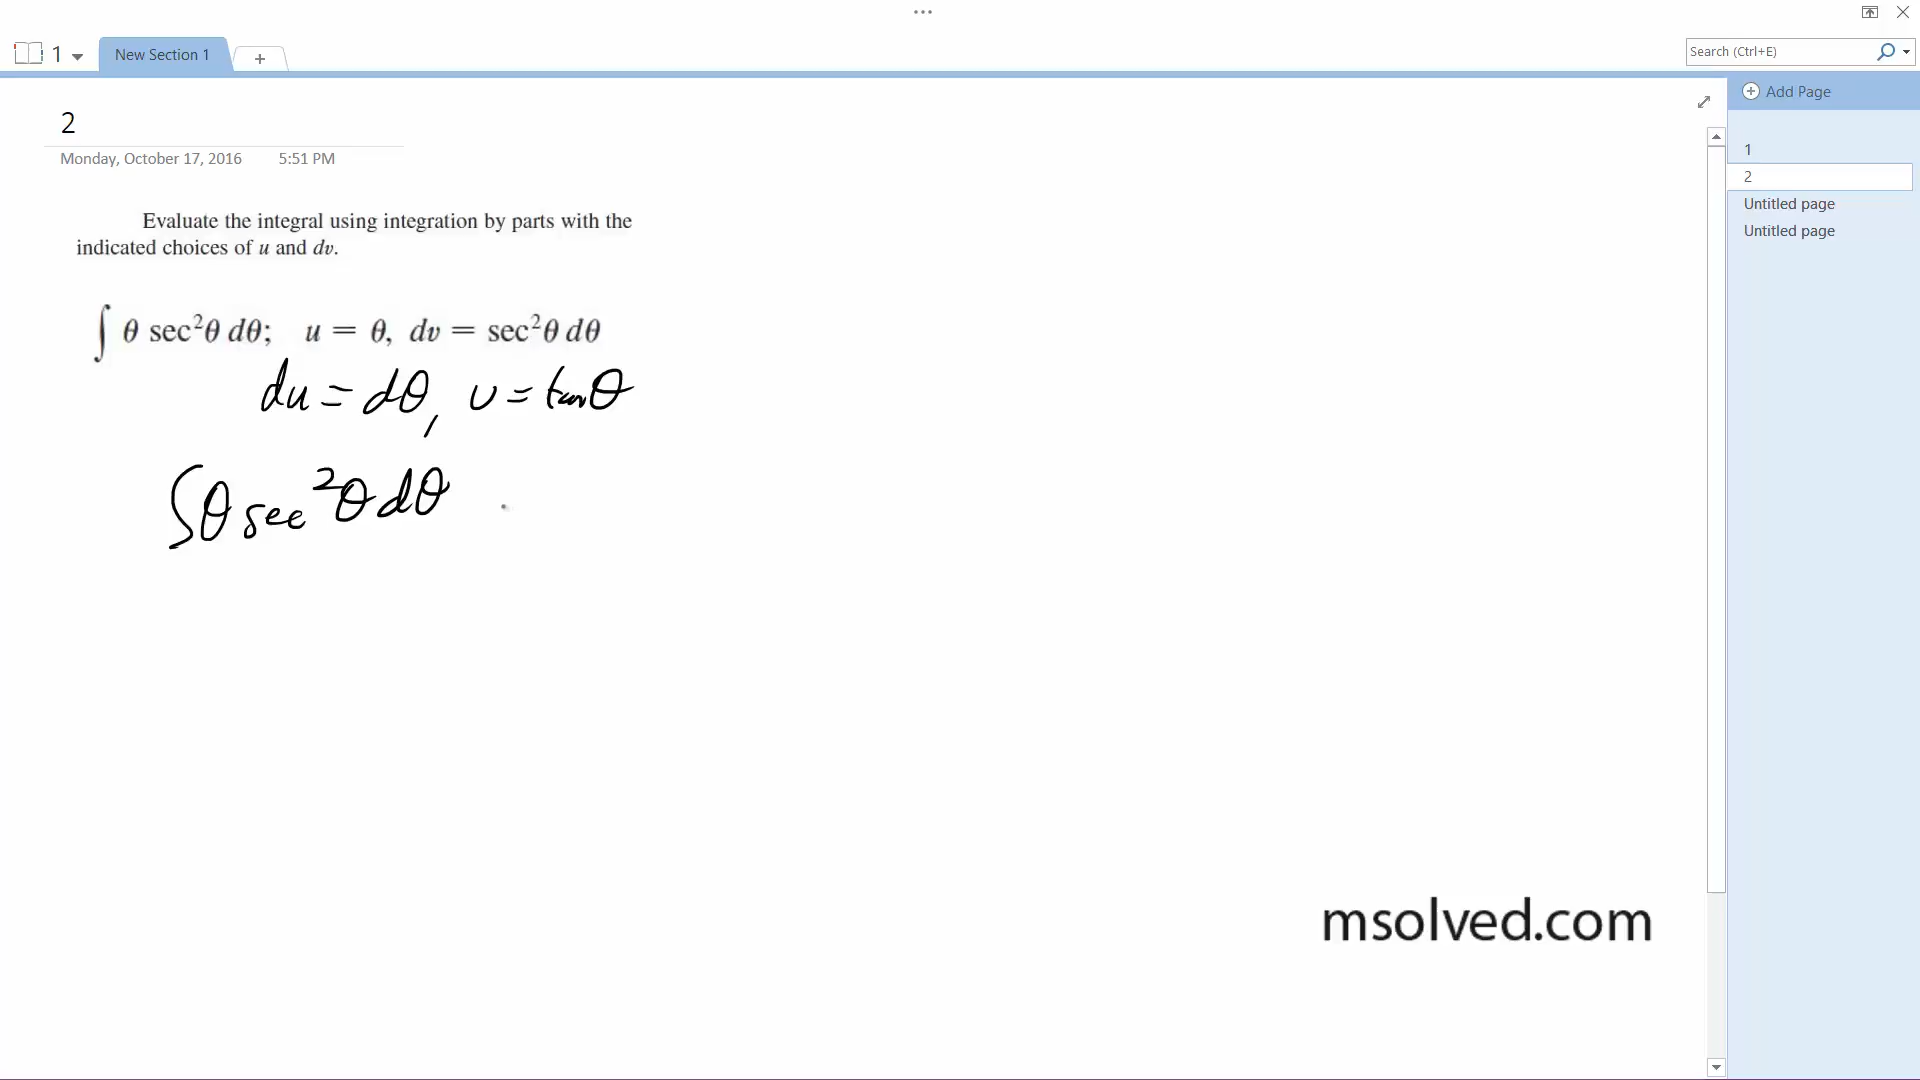 ...
1
New Section 1
+
Search (Ctrl+E)
Add Page
2
Monday, October 17, 2016 5:51 PM
1
2
Untitled page
Untitled page
Evaluate the integral using integration by parts with the
indicated choices of u and dv.
∫ θ sec²θ dθ; u = θ, dv = sec²θ dθ
du = dθ, v = tanθ
∫θ sec²θ dθ
msolved.com